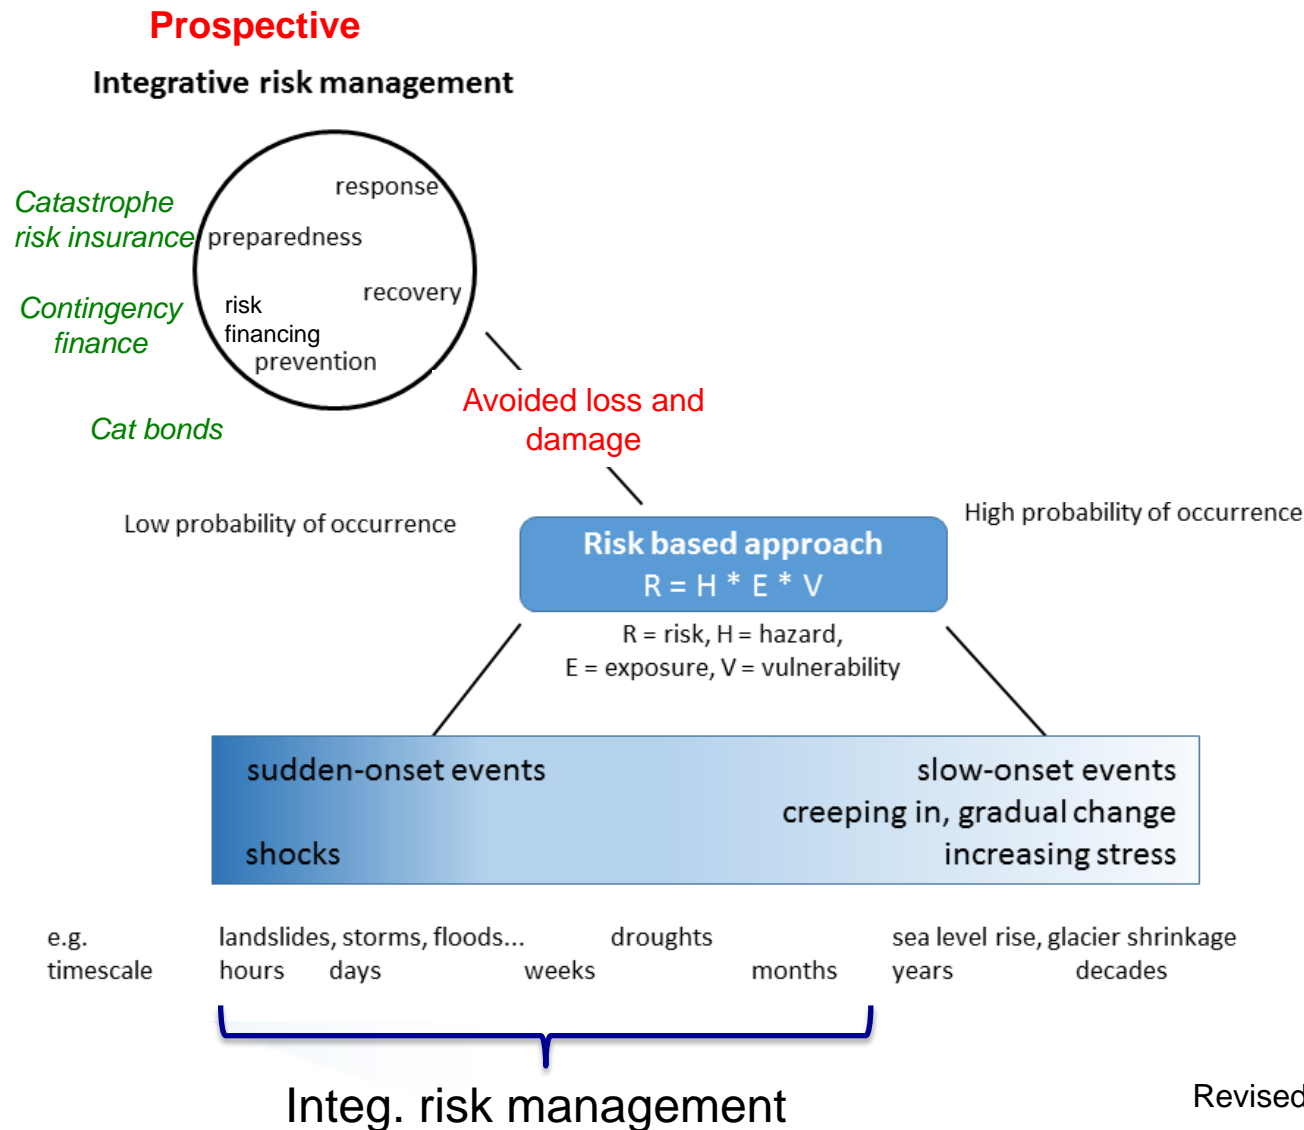 Prospective
Integrative risk management
response
Catastrophe
risk insurance
preparedness
recovery
Contingency
finance
risk
financing
prevention
Cat bonds
Avoided loss and
damage
Low probability of occurrence
High probability of occurrence
Risk based approach
R = H * E * V
R = risk, H = hazard,
E = exposure, V = vulnerability
sudden-onset events
slow-onset events
creeping in, gradual change
shocks
increasing stress
e.g. landslides, storms, floods... droughts sea level rise, glacier shrinkage
timescale hours days weeks months years decades
Integ. risk management
Revised